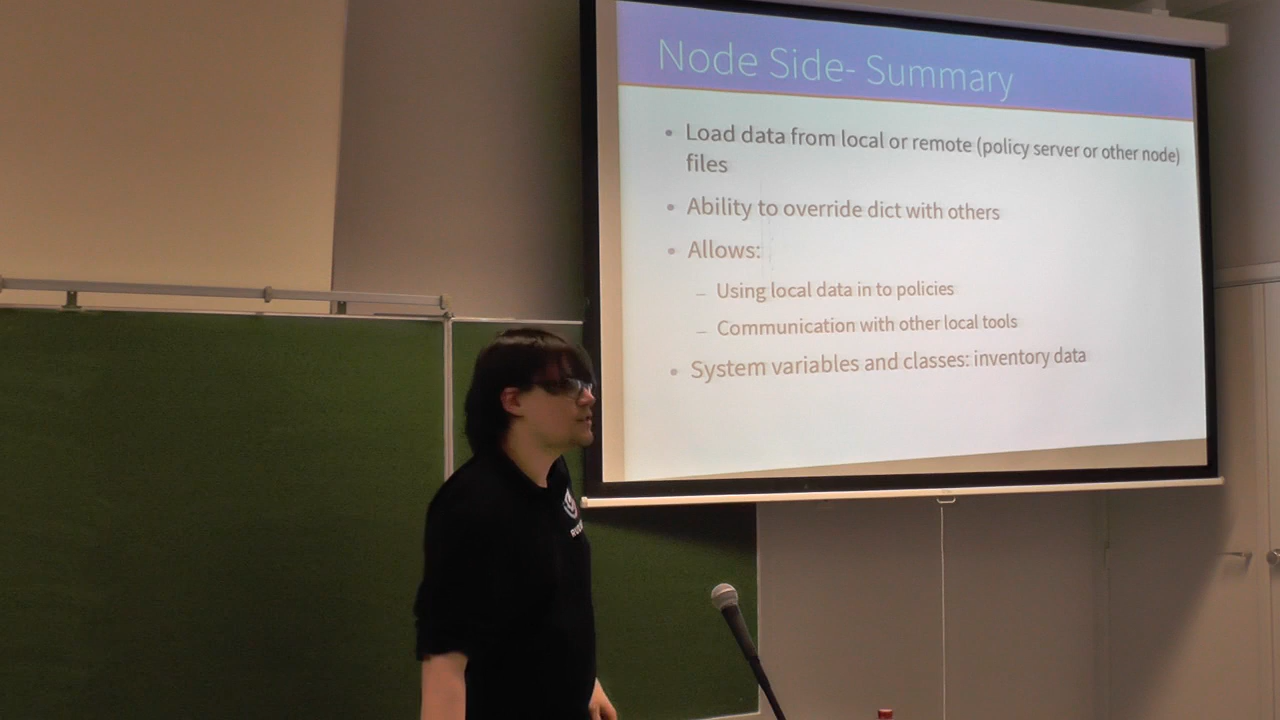 Node Side- Summary
• Load data from local or remote (policy server or other node)
files
• Ability to override dict with others
• Allows:
– Using local data in to policies
– Communication with other local tools
• System variables and classes: inventory data